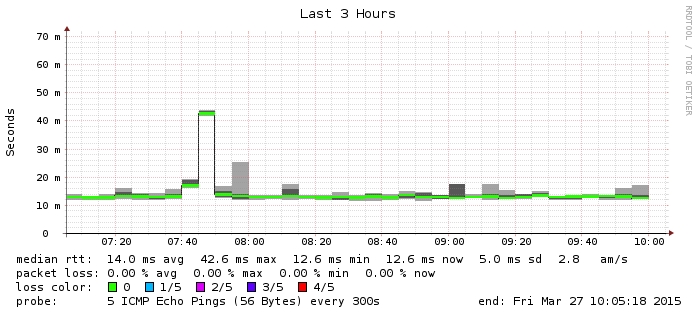 Last 3 Hours
RRDTOOL / TOBI OETIKER
Seconds
70 m
60 m
50 m
40 m
30 m
20 m
10 m
0
07:20 07:40 08:00 08:20 08:40 09:00 09:20 09:40 10:00
median rtt: 14.0 ms avg 42.6 ms max 12.6 ms min 12.6 ms now 5.0 ms sd 2.8 am/s
packet loss: 0.00 % avg 0.00 % max 0.00 % min 0.00 % now
loss color: 0 1/5 2/5 3/5 4/5
probe: 5 ICMP Echo Pings (56 Bytes) every 300s end: Fri Mar 27 10:05:18 2015